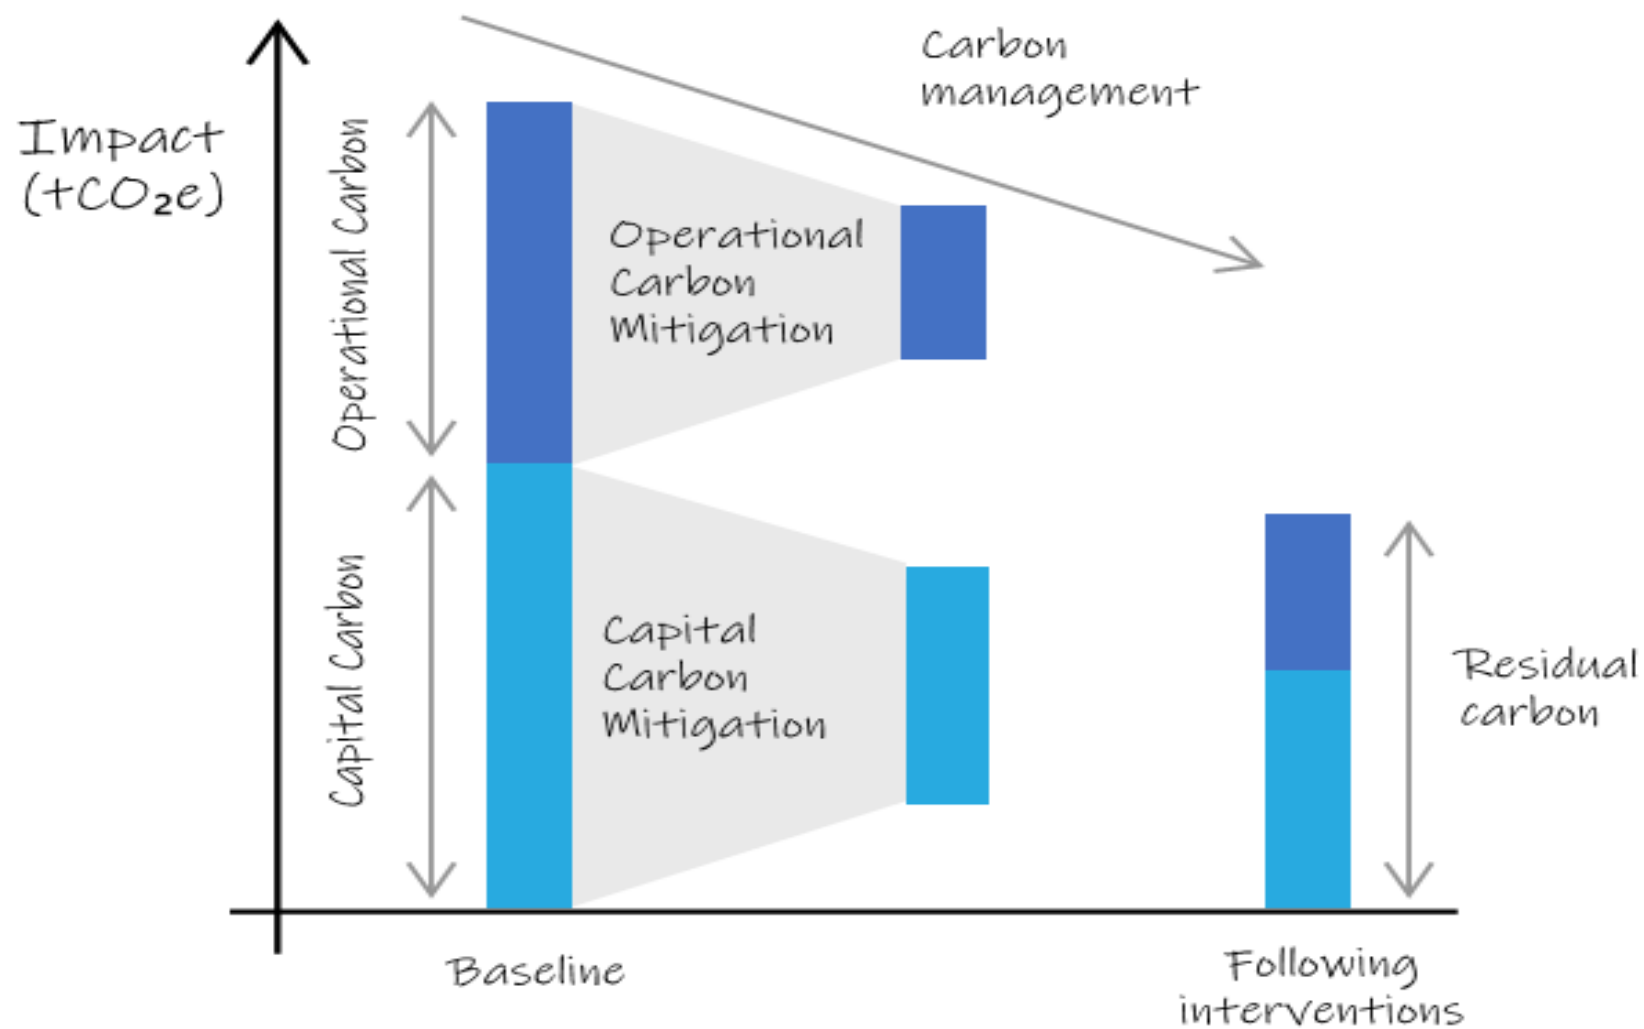 Carbon
management
Impact
(tCO₂e)
Operational Carbon
Operational
Carbon
Mitigation
Capital Carbon
Capital
Carbon
Mitigation
Residual
carbon
Baseline
Following
interventions